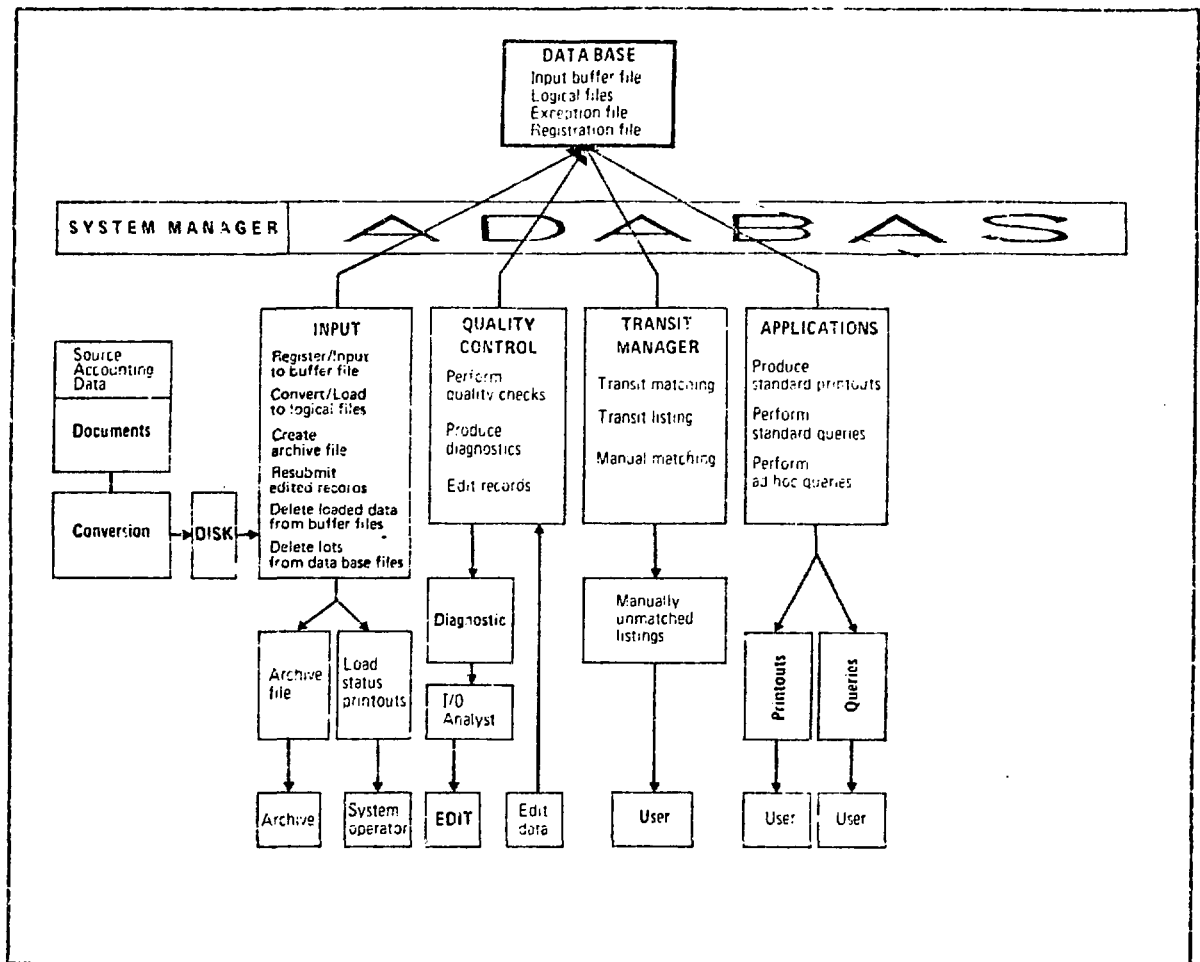 DATA BASE
Input buffer file
Logical files
Exception file
Registration file
SYSTEM MANAGER
ADABAS
Source
Accounting
Data
Documents
Conversion
DISK
INPUT
Register/Input
to buffer file
Convert/Load
to logical files
Create
archive file
Resubmit
edited records
Delete loaded data
from buffer files
Delete lots
from data base files
QUALITY
CONTROL
Perform
quality checks
Produce
diagnostics
Edit records
TRANSIT
MANAGER
Transit matching
Transit listing
Manual matching
APPLICATIONS
Produce
standard printouts
Perform
standard queries
Perform
ad hoc queries
Archive
file
Load
status
printouts
Diagnostic
T/O
Analyst
Manually
unmatched
listings
Printouts
Queries
Archive
System
operator
EDIT
Edit
data
User
User
User